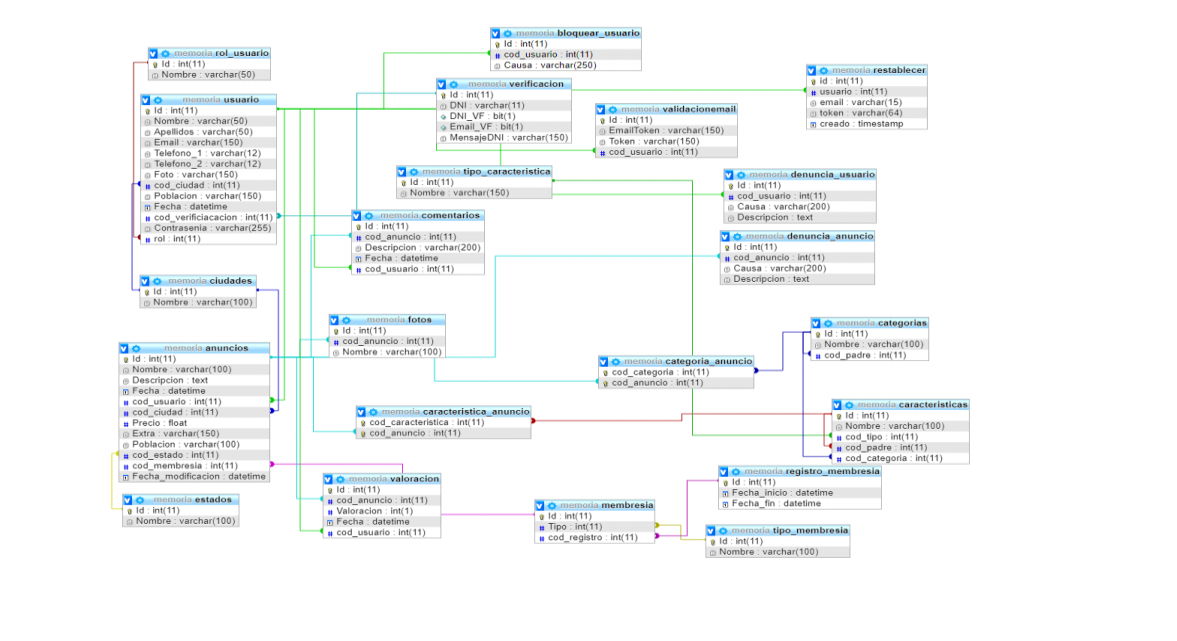 memoria bloquear_usuario
Id : int(11)
cod_usuario : int(11)
Causa : varchar(250)
memoria rol_usuario
Id : int(11)
Nombre : varchar(50)
memoria restablecer
id : int(11)
usuario : int(11)
email : varchar(15)
token : varchar(64)
creado : timestamp
memoria verificacion
Id : int(11)
DNI : varchar(11)
DNI_VF : bit(1)
Email_VF : bit(1)
MensajeDNI : varchar(150)
memoria usuario
Id : int(11)
Nombre : varchar(50)
Apellidos : varchar(50)
Email : varchar(150)
Telefono_1 : varchar(12)
Telefono_2 : varchar(12)
Foto : varchar(150)
cod_ciudad : int(11)
Poblacion : varchar(150)
Fecha : datetime
cod_verificiacacion : int(11)
Contrasenia : varchar(255)
rol : int(11)
memoria validacionemail
Id : int(11)
EmailToken : varchar(150)
Token : varchar(150)
cod_usuario : int(11)
memoria tipo_caracteristica
Id : int(11)
Nombre : varchar(150)
memoria denuncia_usuario
Id : int(11)
cod_usuario : int(11)
Causa : varchar(200)
Descripcion : text
memoria comentarios
Id : int(11)
cod_anuncio : int(11)
Descripcion : varchar(200)
Fecha : datetime
cod_usuario : int(11)
memoria denuncia_anuncio
Id : int(11)
cod_anuncio : int(11)
Causa : varchar(200)
Descripcion : text
memoria ciudades
Id : int(11)
Nombre : varchar(100)
memoria fotos
Id : int(11)
cod_anuncio : int(11)
Nombre : varchar(100)
memoria categorias
Id : int(11)
Nombre : varchar(100)
cod_padre : int(11)
memoria anuncios
Id : int(11)
Nombre : varchar(100)
Descripcion : text
Fecha : datetime
cod_usuario : int(11)
cod_ciudad : int(11)
Precio : float
Extra : varchar(150)
Poblacion : varchar(100)
cod_estado : int(11)
cod_membresia : int(11)
Fecha_modificacion : datetime
memoria categoria_anuncio
cod_categoria : int(11)
cod_anuncio : int(11)
memoria caracteristica_anuncio
cod_caracteristica : int(11)
cod_anuncio : int(11)
memoria caracteristicas
Id : int(11)
Nombre : varchar(100)
cod_tipo : int(11)
cod_padre : int(11)
cod_categoria : int(11)
memoria registro_membresia
Id : int(11)
Fecha_inicio : datetime
Fecha_fin : datetime
memoria valoracion
Id : int(11)
cod_anuncio : int(11)
Valoracion : int(1)
Fecha : datetime
cod_usuario : int(11)
memoria estados
Id : int(11)
Nombre : varchar(100)
memoria membresia
Id : int(11)
Tipo : int(11)
cod_registro : int(11)
memoria tipo_membresia
Id : int(11)
Nombre : varchar(100)